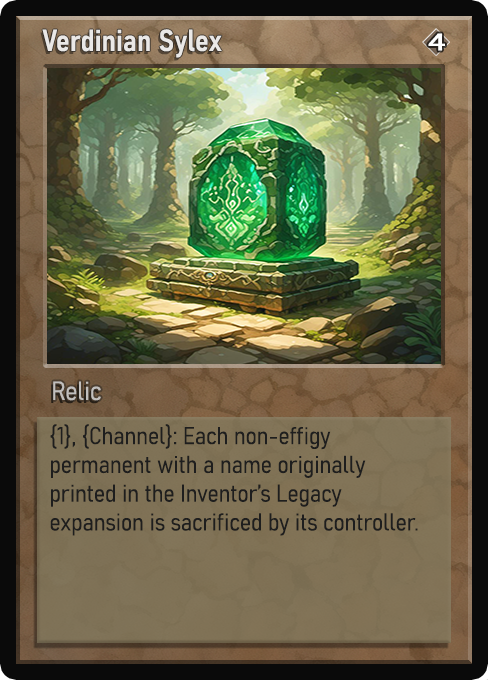 Verdinian Sylex
4
Relic
{1}, {Channel}: Each non-effigy
permanent with a name originally
printed in the Inventor's Legacy
expansion is sacrificed by its controller.